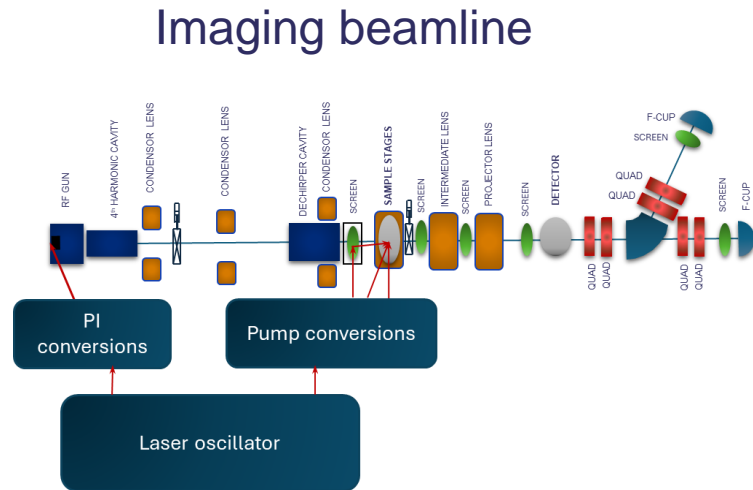 Imaging beamline
RF GUN
4th HARMONIC CAVITY
CONDENSOR LENS
CONDENSOR LENS
DECHIRPER CAVITY
CONDENSOR LENS
SCREEN
SAMPLE STAGES
SCREEN
INTERMEDIATE LENS
SCREEN
PROJECTOR LENS
SCREEN
DETECTOR
QUAD
QUAD
QUAD
QUAD
SCREEN
F-CUP
QUAD
QUAD
SCREEN
F-CUP
PI
conversions
Pump conversions
Laser oscillator